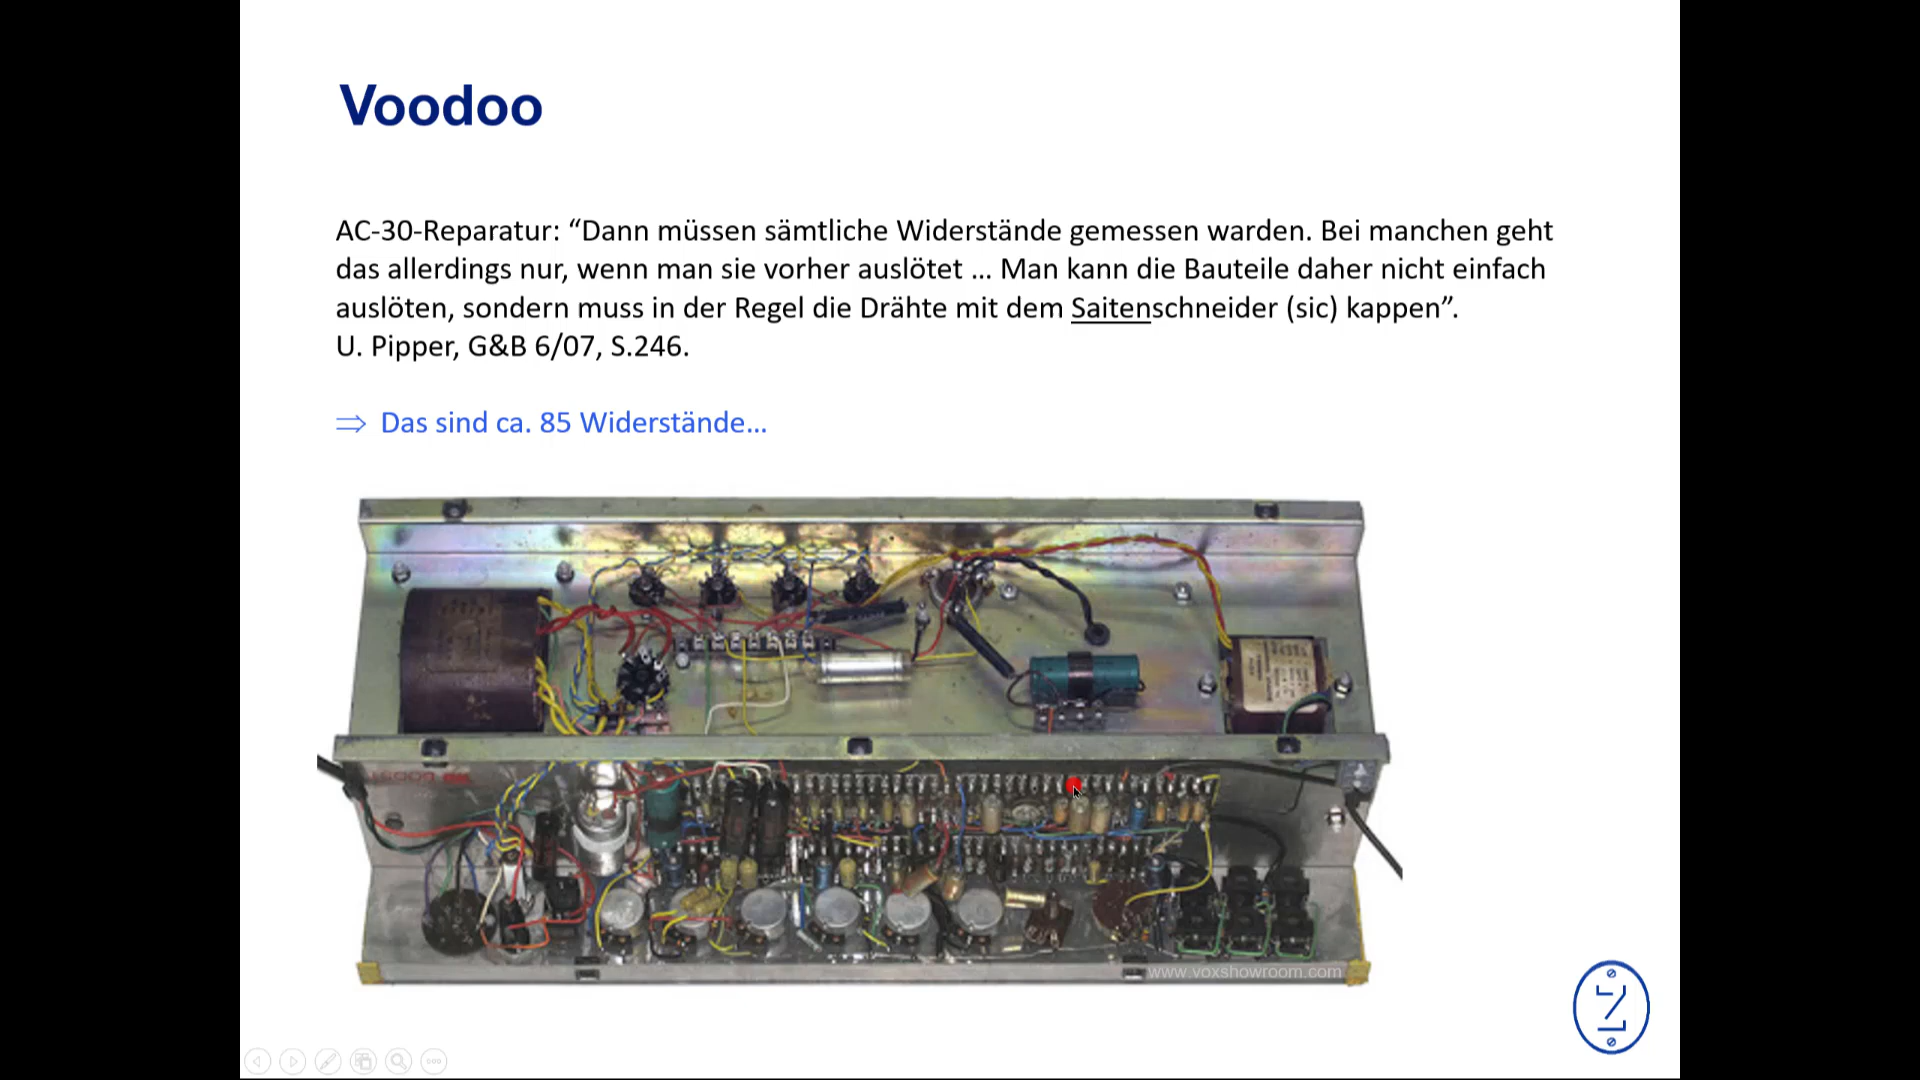 Voodoo
AC-30-Reparatur: “Dann müssen sämtliche Widerstände gemessen warden. Bei manchen geht
das allerdings nur, wenn man sie vorher auslötet ... Man kann die Bauteile daher nicht einfach
auslöten, sondern muss in der Regel die Drähte mit dem Saitenschneider (sic) kappen”.
U. Pipper, G&B 6/07, S.246.
⇒ Das sind ca. 85 Widerstände...
www.voxshowroom.com